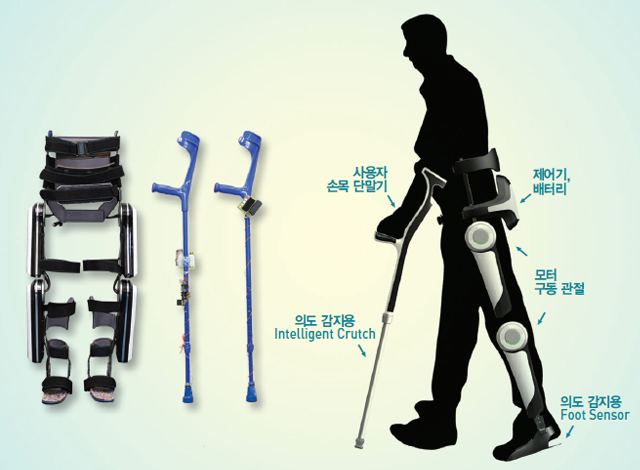 사용자
손목 단말기
제어기,
배터리
모터
구동 관절
의도 감지용
Intelligent Crutch
의도 감지용
Foot Sensor